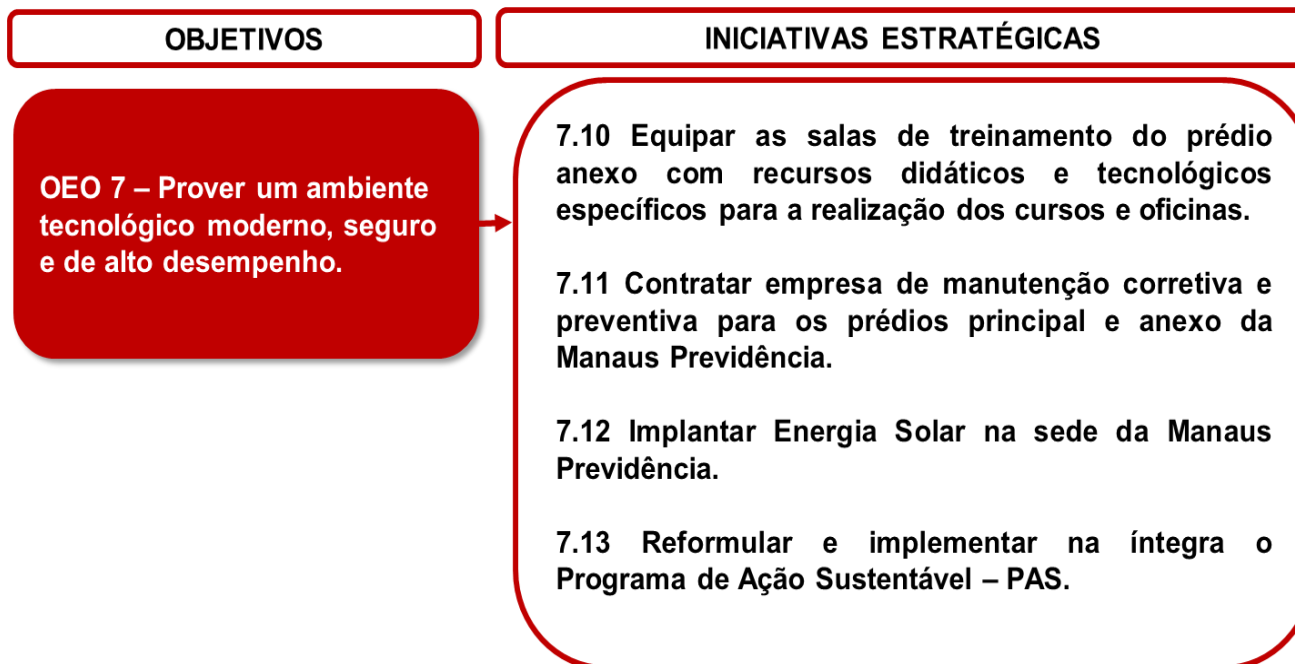 OBJETIVOS
INICIATIVAS ESTRATÉGICAS
OEO 7 – Prover um ambiente
tecnológico moderno, seguro
e de alto desempenho.
7.10 Equipar as salas de treinamento do prédio
anexo com recursos didáticos e tecnológicos
específicos para a realização dos cursos e oficinas.
7.11 Contratar empresa de manutenção corretiva e
preventiva para os prédios principal e anexo da
Manaus Previdência.
7.12 Implantar Energia Solar na sede da Manaus
Previdência.
7.13 Reformular e implementar na íntegra o
Programa de Ação Sustentável – PAS.